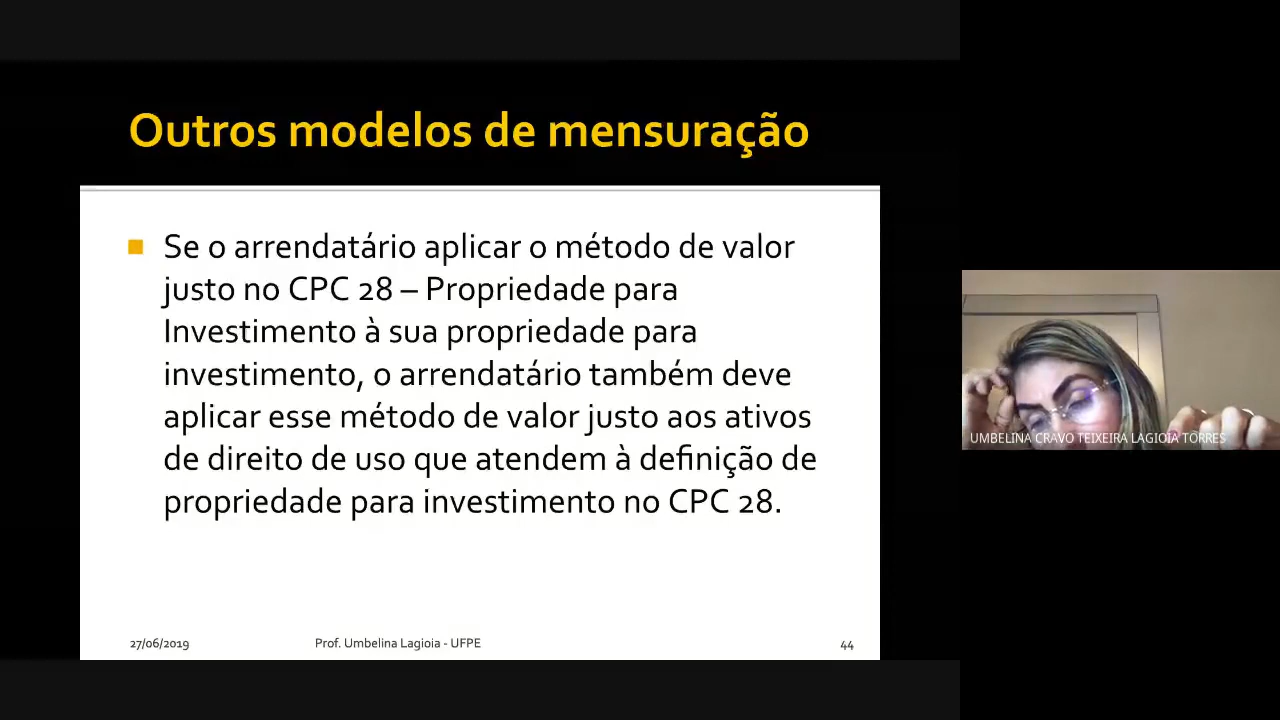 Outros modelos de mensuração
Se o arrendatário aplicar o método de valor
justo no CPC 28 – Propriedade para
Investimento à sua propriedade para
investimento, o arrendatário também deve
aplicar esse método de valor justo aos ativos
de direito de uso que atendem à definição de
propriedade para investimento no CPC 28.
27/06/2019
Prof. Umbelina Lagioia - UFPE
44
UMBELINA CRAVO TEIXEIRA LAGIOIA TORRES